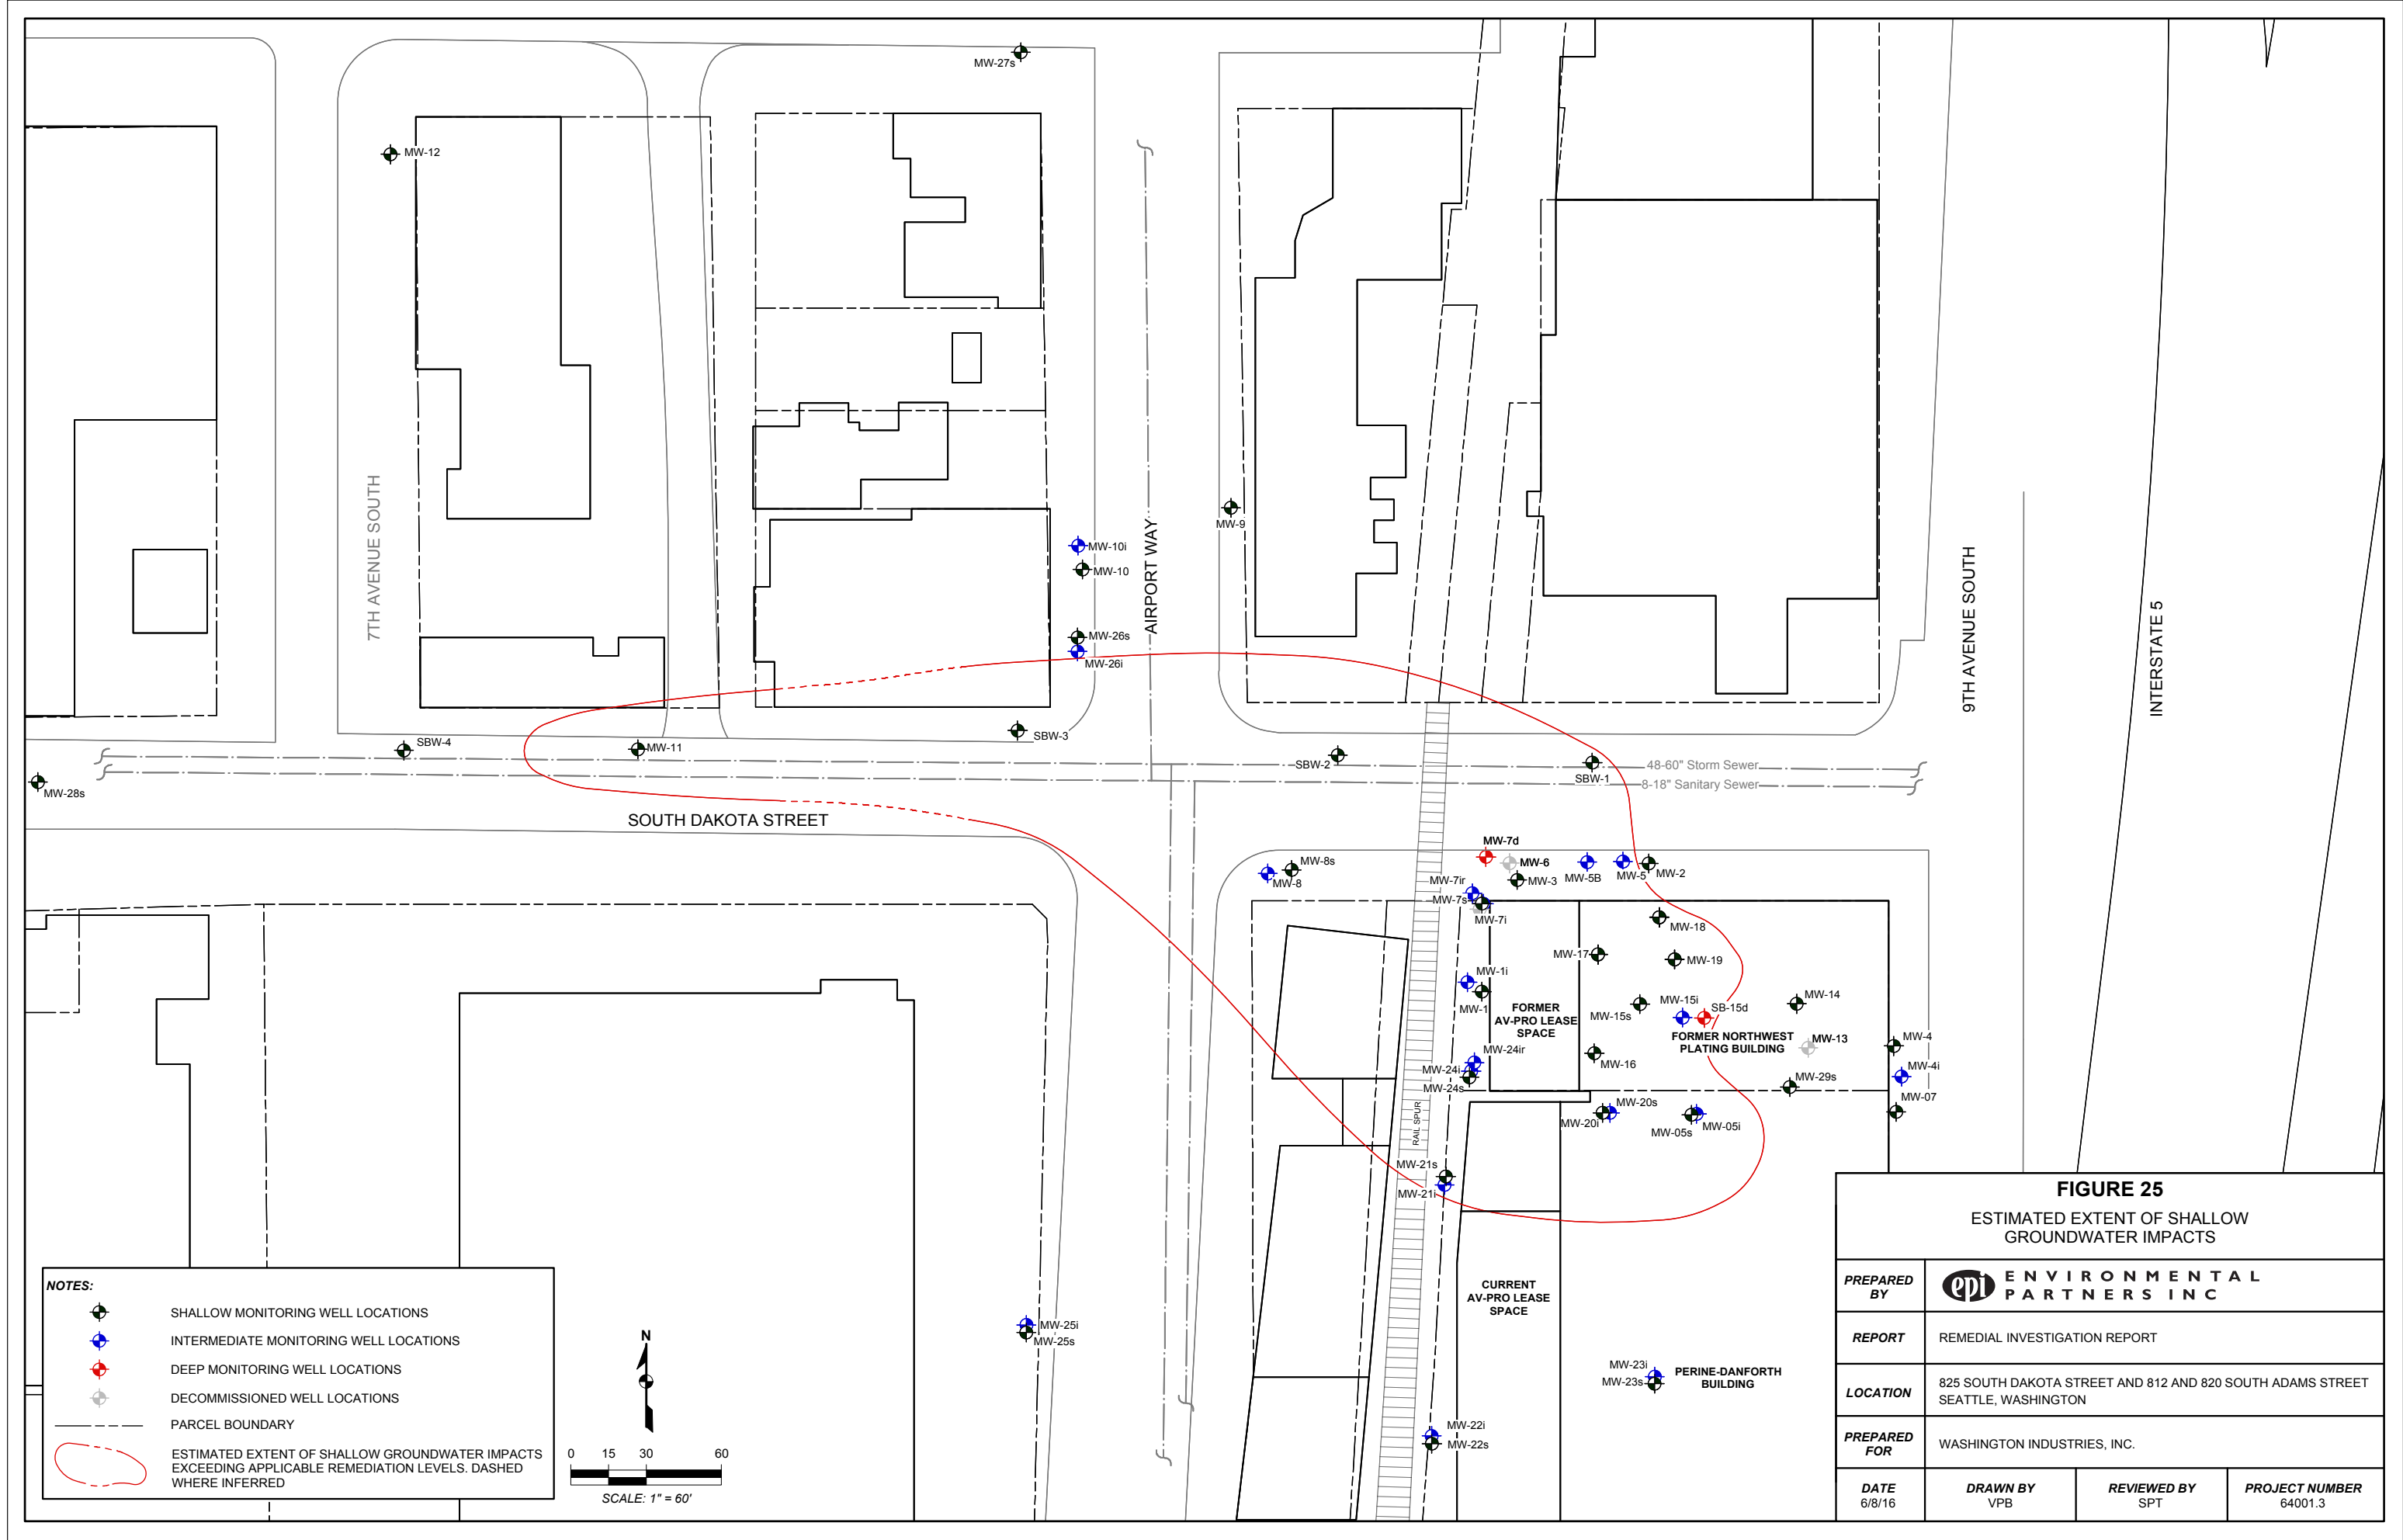 MW-27s
MW-12
MW-9
MW-10i
MW-10
MW-26s
MW-26i
7TH AVENUE SOUTH
AIRPORT WAY
9TH AVENUE SOUTH
INTERSTATE 5
SBW-4
MW-11
SBW-3
SBW-2
SBW-1
48-60" Storm Sewer
8-18" Sanitary Sewer
MW-28s
SOUTH DAKOTA STREET
MW-7d
MW-6
MW-8s
MW-8
MW-3
MW-5B
MW-5
MW-2
MW-7ir
MW-7s
MW-7i
MW-18
MW-17
MW-19
MW-1i
MW-1
FORMER
AV-PRO LEASE
SPACE
MW-15i
MW-15s
SB-15d
MW-14
FORMER NORTHWEST
PLATING BUILDING
MW-13
MW-4
MW-4i
MW-24ir
MW-24i
MW-24s
MW-16
MW-29s
MW-07
MW-20s
MW-20i
MW-05s
MW-05i
RAIL SPUR
MW-21s
MW-21i
CURRENT
AV-PRO LEASE
SPACE
MW-25i
MW-25s
MW-23i
MW-23s
PERINE-DANFORTH
BUILDING
MW-22i
MW-22s
NOTES:
SHALLOW MONITORING WELL LOCATIONS
INTERMEDIATE MONITORING WELL LOCATIONS
DEEP MONITORING WELL LOCATIONS
DECOMMISSIONED WELL LOCATIONS
PARCEL BOUNDARY
ESTIMATED EXTENT OF SHALLOW GROUNDWATER IMPACTS
EXCEEDING APPLICABLE REMEDIATION LEVELS. DASHED
WHERE INFERRED
N
0 15 30 60
SCALE: 1" = 60'
FIGURE 25
ESTIMATED EXTENT OF SHALLOW
GROUNDWATER IMPACTS
PREPARED
BY
epi
ENVIRONMENTAL
PARTNERS INC
REPORT
REMEDIAL INVESTIGATION REPORT
LOCATION
825 SOUTH DAKOTA STREET AND 812 AND 820 SOUTH ADAMS STREET
SEATTLE, WASHINGTON
PREPARED
FOR
WASHINGTON INDUSTRIES, INC.
DATE
6/8/16
DRAWN BY
VPB
REVIEWED BY
SPT
PROJECT NUMBER
64001.3